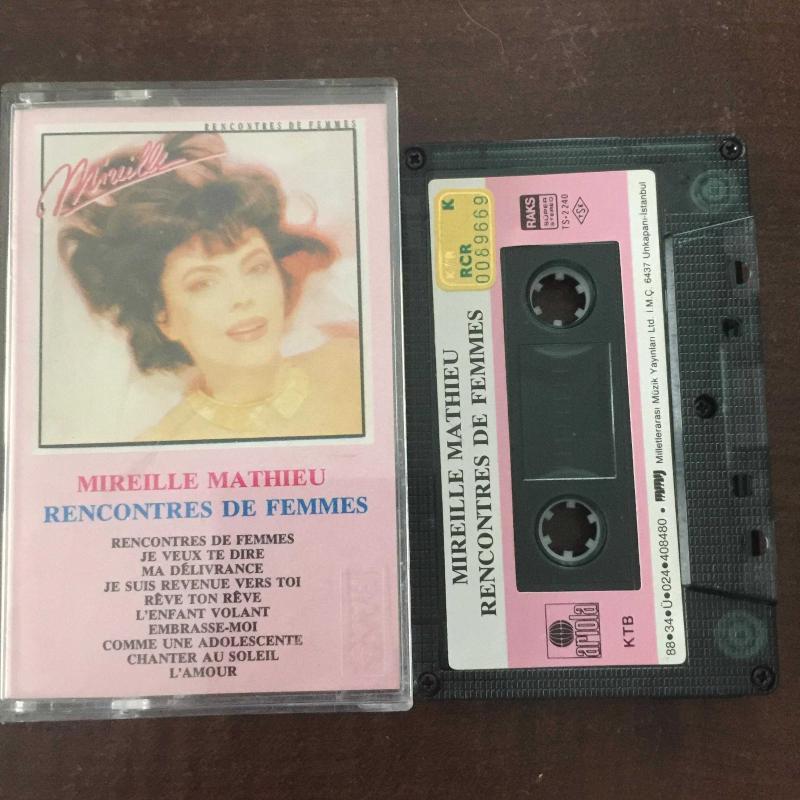 RENCONTRES DE FEMMES
Mireille
MIREILLE MATHIEU
RENCONTRES DE FEMMES
RENCONTRES DE FEMMES
JE VEUX TE DIRE
MA DÉLIVRANCE
JE SUIS REVENUE VERS TOI
RÊVE TON RÊVE
L'ENFANT VOLANT
EMBRASSE-MOI
COMME UNE ADOLESCENTE
CHANTER AU SOLEIL
L'AMOUR
K
RCR
0089669
MIREILLE MATHIEU
RENCONTRES DE FEMMES
RAKS
SUPER
STEREO
TS-2240
TSE
ariola
KTB
88•34•Ü•024•408480 • Milletlerarası Müzik Yayınları Ltd. İ.M.Ç. 6437 Unkapanı-İstanbul